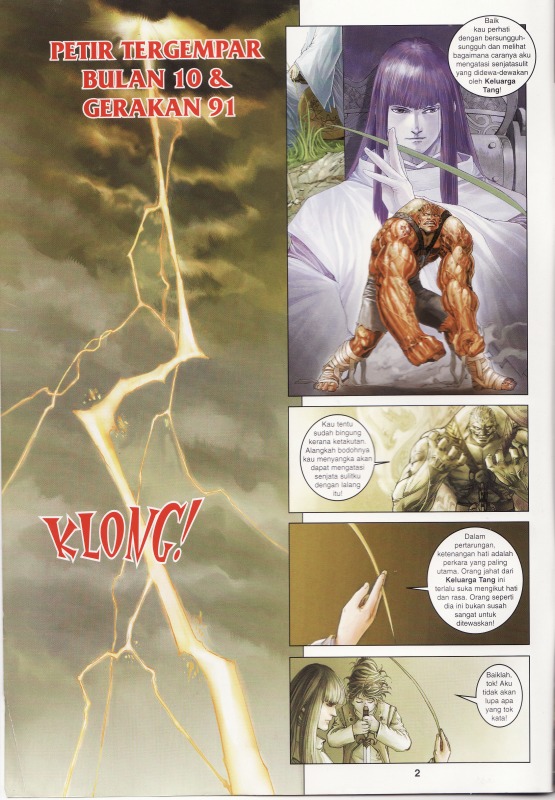 PETIR TERGEMPAR
BULAN 10 &
GERAKAN 91
KLONG!
Baik
kau perhati
dengan bersungguh-
sungguh dan melihat
bagaimana caranya aku
mengatasi senjatasulit
yang didewa-dewakan
oleh Keluarga
Tang!
Kau tentu
sudah bingung
kerana ketakutan.
Alangkah bodohnya
kau menyangka akan
dapat mengatasi
senjata sulitku
dengan lalang
itu!
Dalam
pertarungan,
ketenangan hati adalah
perkara yang paling
utama. Orang jahat dari
Keluarga Tang ini
terlalu suka mengikut hati
dan rasa. Orang seperti
dia ini bukan susah
sangat untuk
ditewaskan!
Baiklah,
tok! Aku
tidak akan
lupa apa
yang tok
kata!
2